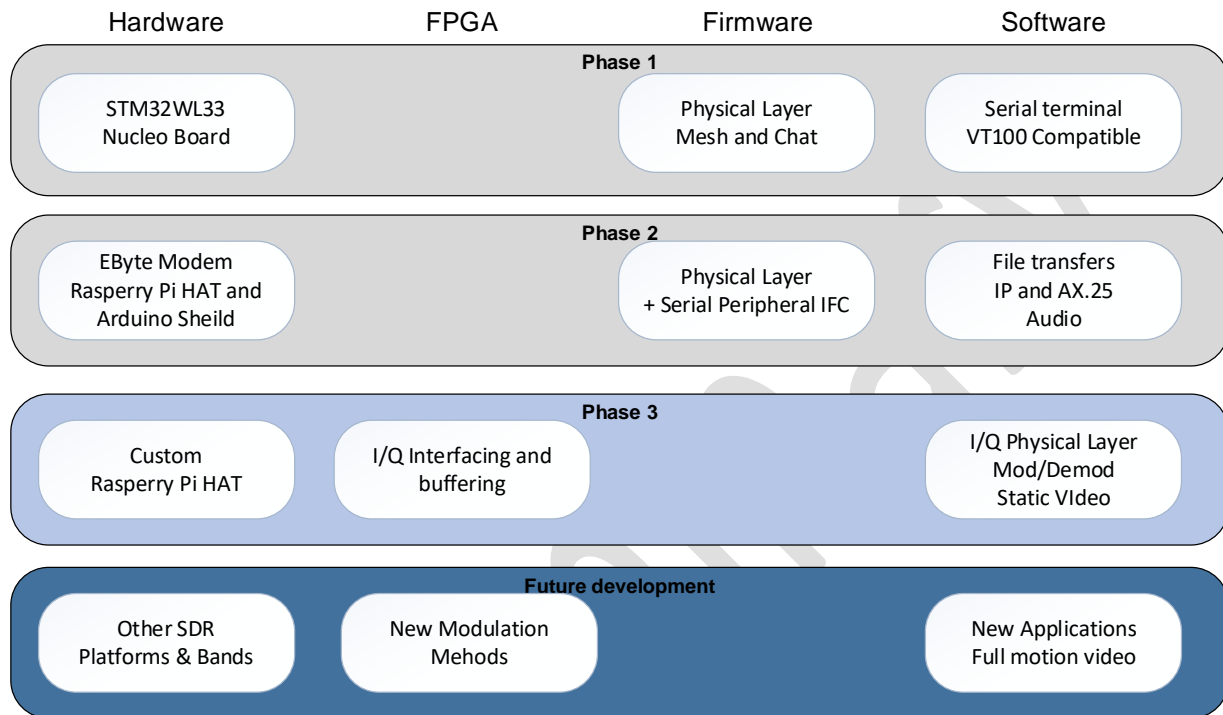 Hardware FPGA Firmware Software
Phase 1
STM32WL33
Nucleo Board
Physical Layer
Mesh and Chat
Serial terminal
VT100 Compatible
Phase 2
EByte Modem
Rasperry Pi HAT and
Arduino Sheild
Physical Layer
+ Serial Peripheral IFC
File transfers
IP and AX.25
Audio
Phase 3
Custom
Rasperry Pi HAT
I/Q Interfacing and
buffering
I/Q Physical Layer
Mod/Demod
Static VIdeo
Future development
Other SDR
Platforms & Bands
New Modulation
Mehods
New Applications
Full motion video